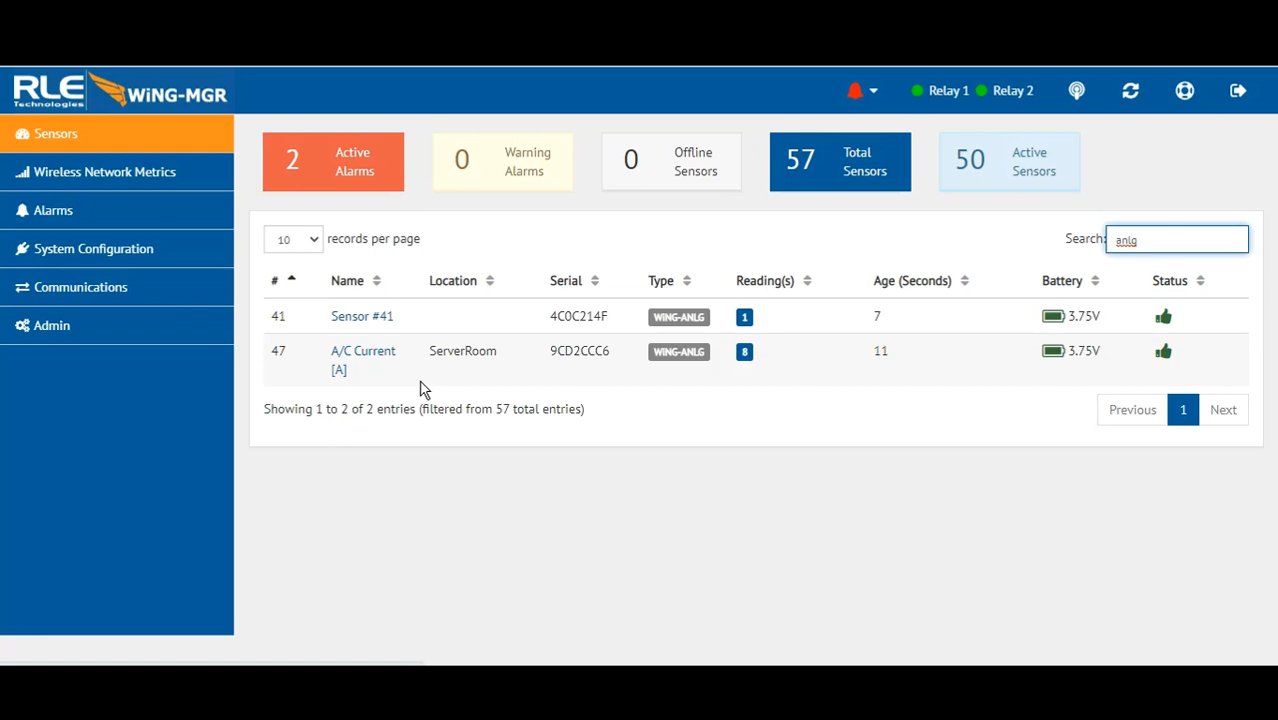 RLE
Technologies
WiNG-MGR
Relay 1 Relay 2
Sensors
Wireless Network Metrics
Alarms
System Configuration
Communications
Admin
2 Active
Alarms
0 Warning
Alarms
0 Offline
Sensors
57 Total
Sensors
50 Active
Sensors
10 records per page
Search: anlg
# Name Location Serial Type Reading(s) Age (Seconds) Battery Status
41 Sensor #41 4C0C214F WING-ANLG 1 7 3.75V
47 A/C Current ServerRoom 9CD2CCC6 WING-ANLG 8 11 3.75V
[A]
Showing 1 to 2 of 2 entries (filtered from 57 total entries)
Previous 1 Next